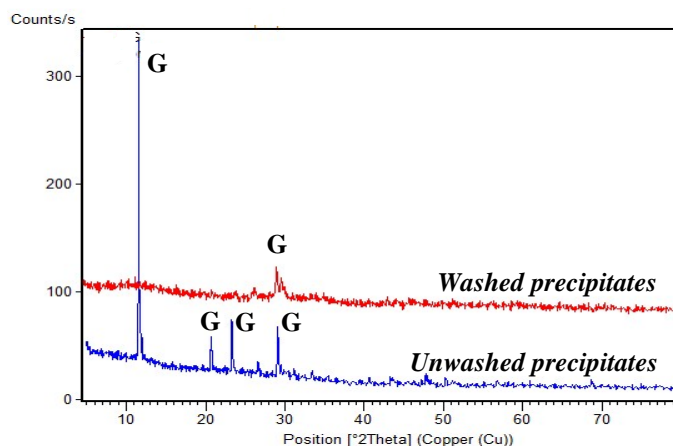 Counts/s
G
300
200
G
100
Washed precipitates
G G G
Unwashed precipitates
0
10 20 30 40 50 60 70
Position [°2Theta] (Copper (Cu))